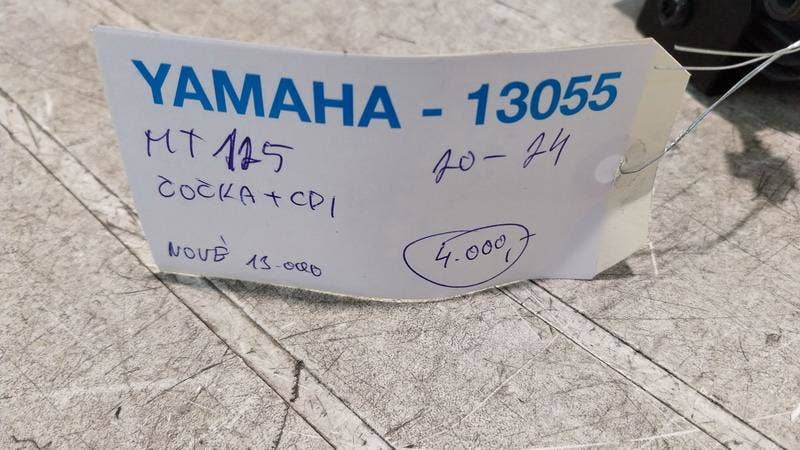 YAMAHA - 13055
MT 125 20-24
ČOČKA + CDI
NOVÉ 13.000 4.000,-